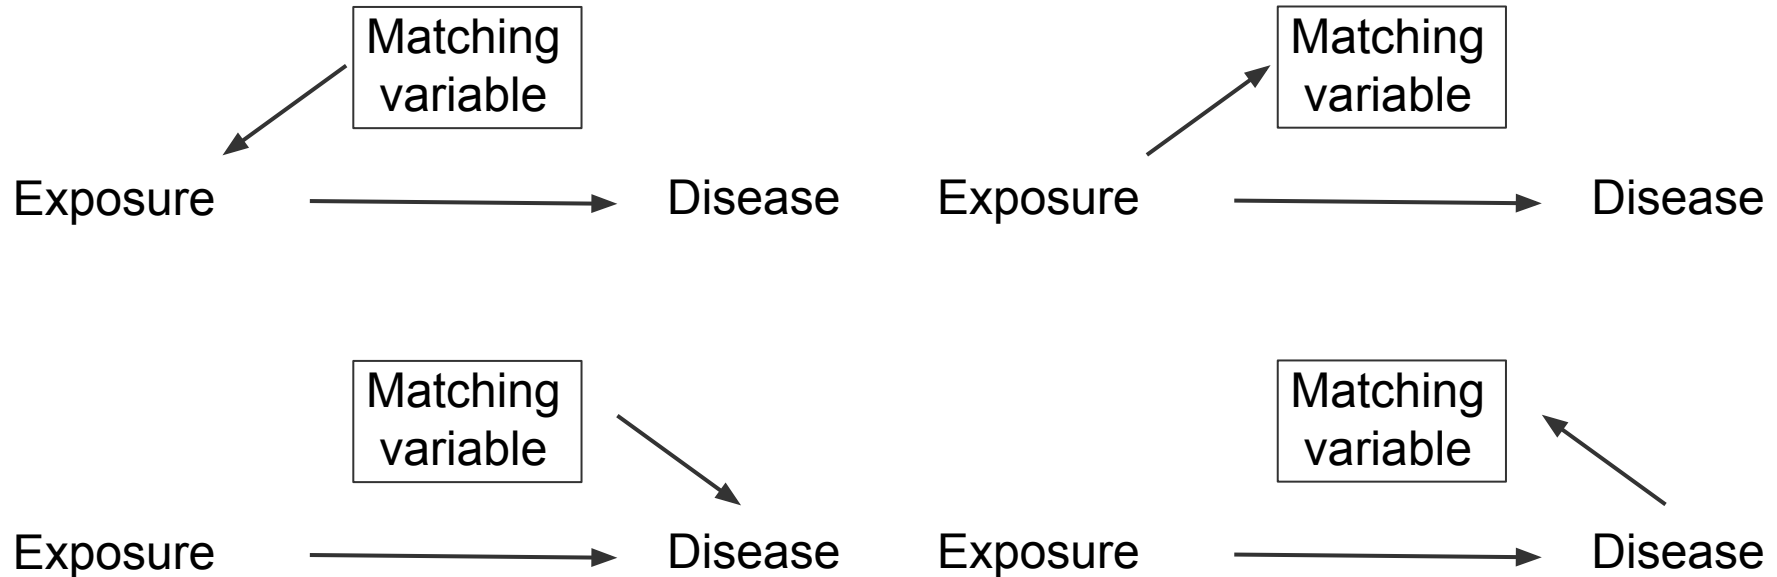 Matching
variable
Exposure
Disease
Matching
variable
Exposure
Disease
Matching
variable
Exposure
Disease
Matching
variable
Exposure
Disease